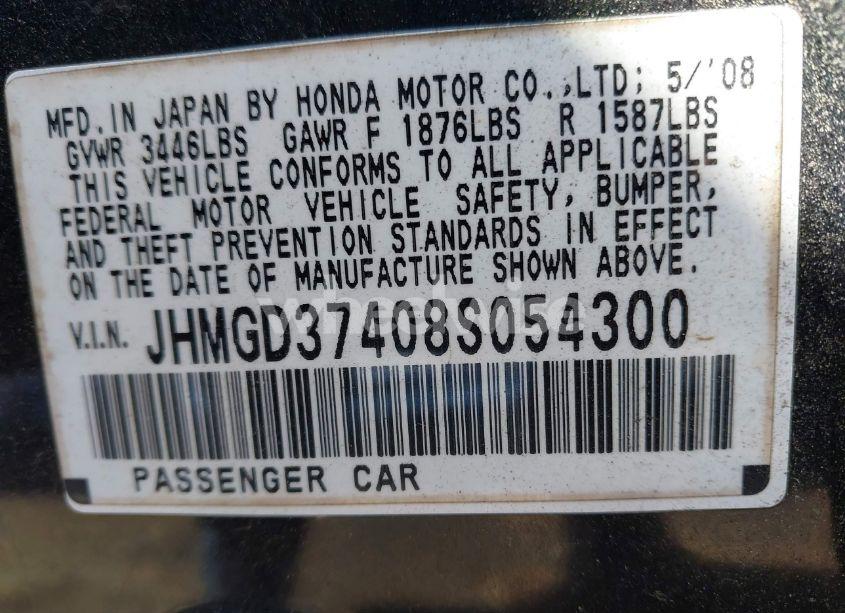 MFD. IN JAPAN BY HONDA MOTOR CO.,LTD; 5/'08
GVWR 3446LBS GAWR F 1876LBS R 1587LBS
THIS VEHICLE CONFORMS TO ALL APPLICABLE
FEDERAL MOTOR VEHICLE SAFETY, BUMPER,
AND THEFT PREVENTION STANDARDS IN EFFECT
ON THE DATE OF MANUFACTURE SHOWN ABOVE.
wheelwise
V.I.N. JHMGD37408S054300
PASSENGER CAR